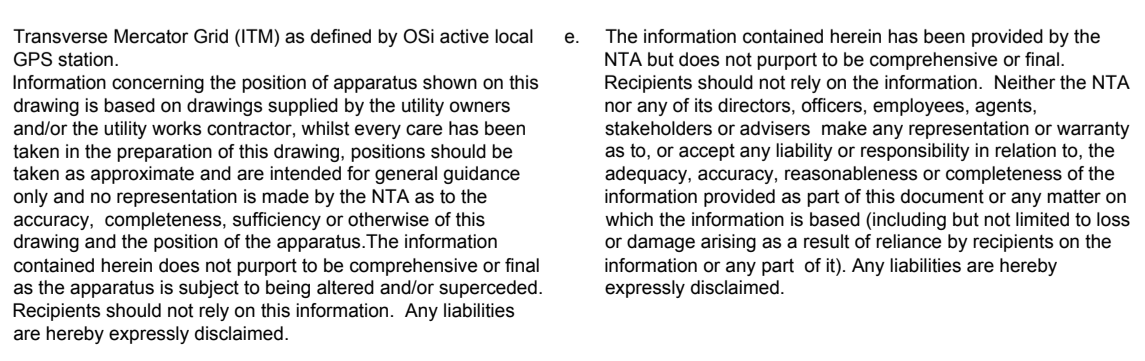 Transverse Mercator Grid (ITM) as defined by OSi active local
GPS station.
Information concerning the position of apparatus shown on this
drawing is based on drawings supplied by the utility owners
and/or the utility works contractor, whilst every care has been
taken in the preparation of this drawing, positions should be
taken as approximate and are intended for general guidance
only and no representation is made by the NTA as to the
accuracy,  completeness, sufficiency or otherwise of this
drawing and the position of the apparatus.The information
contained herein does not purport to be comprehensive or final
as the apparatus is subject to being altered and/or superceded.
Recipients should not rely on this information.  Any liabilities
are hereby expressly disclaimed.
e. The information contained herein has been provided by the
NTA but does not purport to be comprehensive or final.
Recipients should not rely on the information.  Neither the NTA
nor any of its directors, officers, employees, agents,
stakeholders or advisers  make any representation or warranty
as to, or accept any liability or responsibility in relation to, the
adequacy, accuracy, reasonableness or completeness of the
information provided as part of this document or any matter on
which the information is based (including but not limited to loss
or damage arising as a result of reliance by recipients on the
information or any part  of it). Any liabilities are hereby
expressly disclaimed.